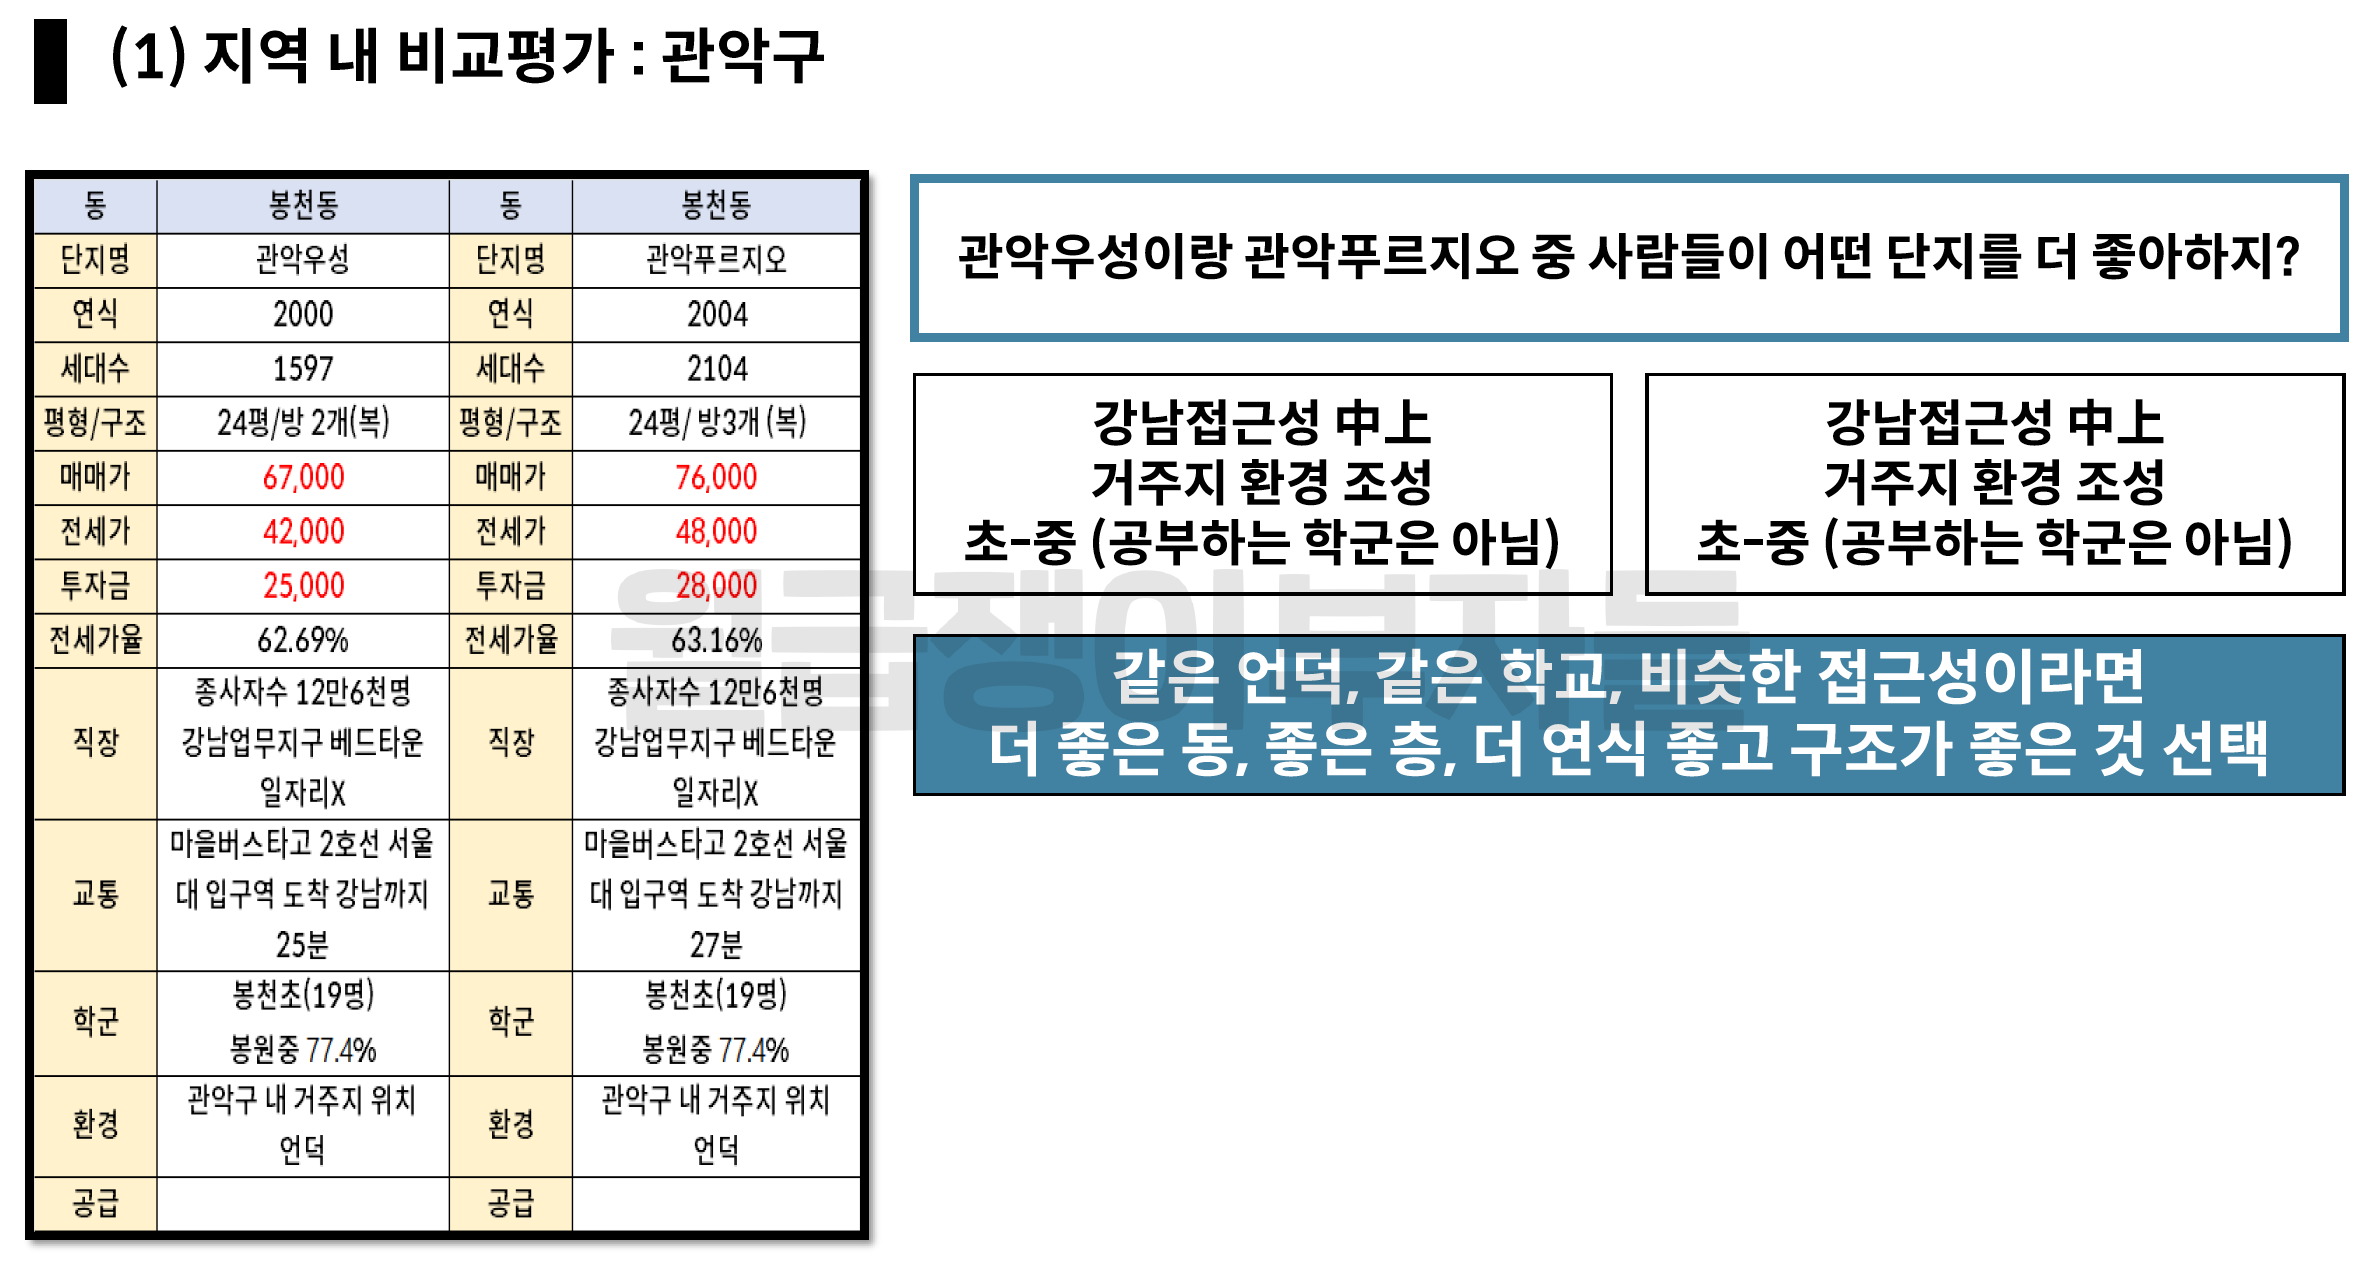 (1) 지역 내 비교평가 : 관악구
동 봉천동 동 봉천동
단지명 관악우성 단지명 관악푸르지오
연식 2000 연식 2004
세대수 1597 세대수 2104
평형/구조 24평/방 2개(복) 평형/구조 24평/ 방3개 (복)
매매가 67,000 매매가 76,000
전세가 42,000 전세가 48,000
투자금 25,000 투자금 28,000
전세가율 62.69% 전세가율 63.16%
직장
종사자수 12만6천명
강남업무지구 베드타운
일자리X
직장
종사자수 12만6천명
강남업무지구 베드타운
일자리X
교통
마을버스타고 2호선 서울
대 입구역 도착 강남까지
25분
교통
마을버스타고 2호선 서울
대 입구역 도착 강남까지
27분
학군
봉천초(19명)
봉원중 77.4%
학군
봉천초(19명)
봉원중 77.4%
환경
관악구 내 거주지 위치
언덕
환경
관악구 내 거주지 위치
언덕
공급 공급
관악우성이랑 관악푸르지오 중 사람들이 어떤 단지를 더 좋아하지?
강남접근성 中上
거주지 환경 조성
초-중 (공부하는 학군은 아님)
강남접근성 中上
거주지 환경 조성
초-중 (공부하는 학군은 아님)
같은 언덕, 같은 학교, 비슷한 접근성이라면
더 좋은 동, 좋은 층, 더 연식 좋고 구조가 좋은 것 선택
월급쟁이부자들